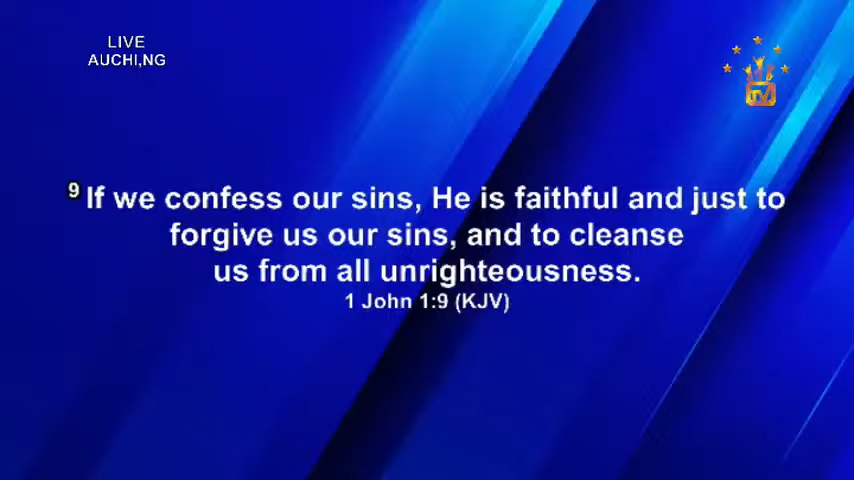 LIVE
AUCHI,NG
TV
9 If we confess our sins, He is faithful and just to
forgive us our sins, and to cleanse
us from all unrighteousness.
1 John 1:9 (KJV)